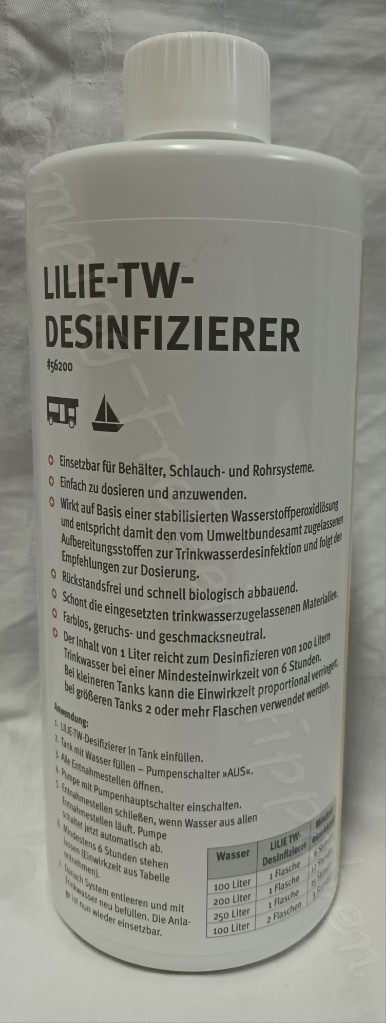 LILIE-TW-
DESINFIZIERER
#56200
Einsetzbar für Behälter, Schlauch- und Rohrsysteme.
Einfach zu dosieren und anzuwenden.
Wirkt auf Basis einer stabilisierten Wasserstoffperoxidlösung
und entspricht damit den vom Umweltbundesamt zugelassenen
Aufbereitungsstoffen zur Trinkwasserdesinfektion und folgt den
Empfehlungen zur Dosierung.
Rückstandsfrei und schnell biologisch abbauend.
Schont die eingesetzten trinkwasserzugelassenen Materialien.
Farblos, geruchs- und geschmacksneutral.
Der Inhalt von 1 Liter reicht zum Desinfizieren von 100 Litern
Trinkwasser bei einer Mindesteinwirkzeit von 6 Stunden.
Bei kleineren Tanks kann die Einwirkzeit proportional verringert,
bei größeren Tanks 2 oder mehr Flaschen verwendet werden.
Anwendung:
1. LILIE-TW-Desifizierer in Tank einfüllen.
2. Tank mit Wasser füllen – Pumpenschalter »AUS«.
3. Alle Entnahmestellen öffnen.
4. Pumpe mit Pumpenhauptschalter einschalten.
5. Entnahmestellen schließen, wenn Wasser aus allen
Entnahmestellen läuft. Pumpe
schaltet jetzt automatisch ab.
Mindestens 6 Stunden stehen
lassen (Einwirkzeit aus Tabelle
entnehmen).
Danach System entleeren und mit
Trinkwasser neu befüllen. Die Anla-
ge ist nun wieder einsetzbar.
Wasser LILIE TW-
Desinfizierer
100 Liter 1 Flasche
200 Liter 1 Flasche
250 Liter 1 Flasche
100 Liter 2 Flaschen